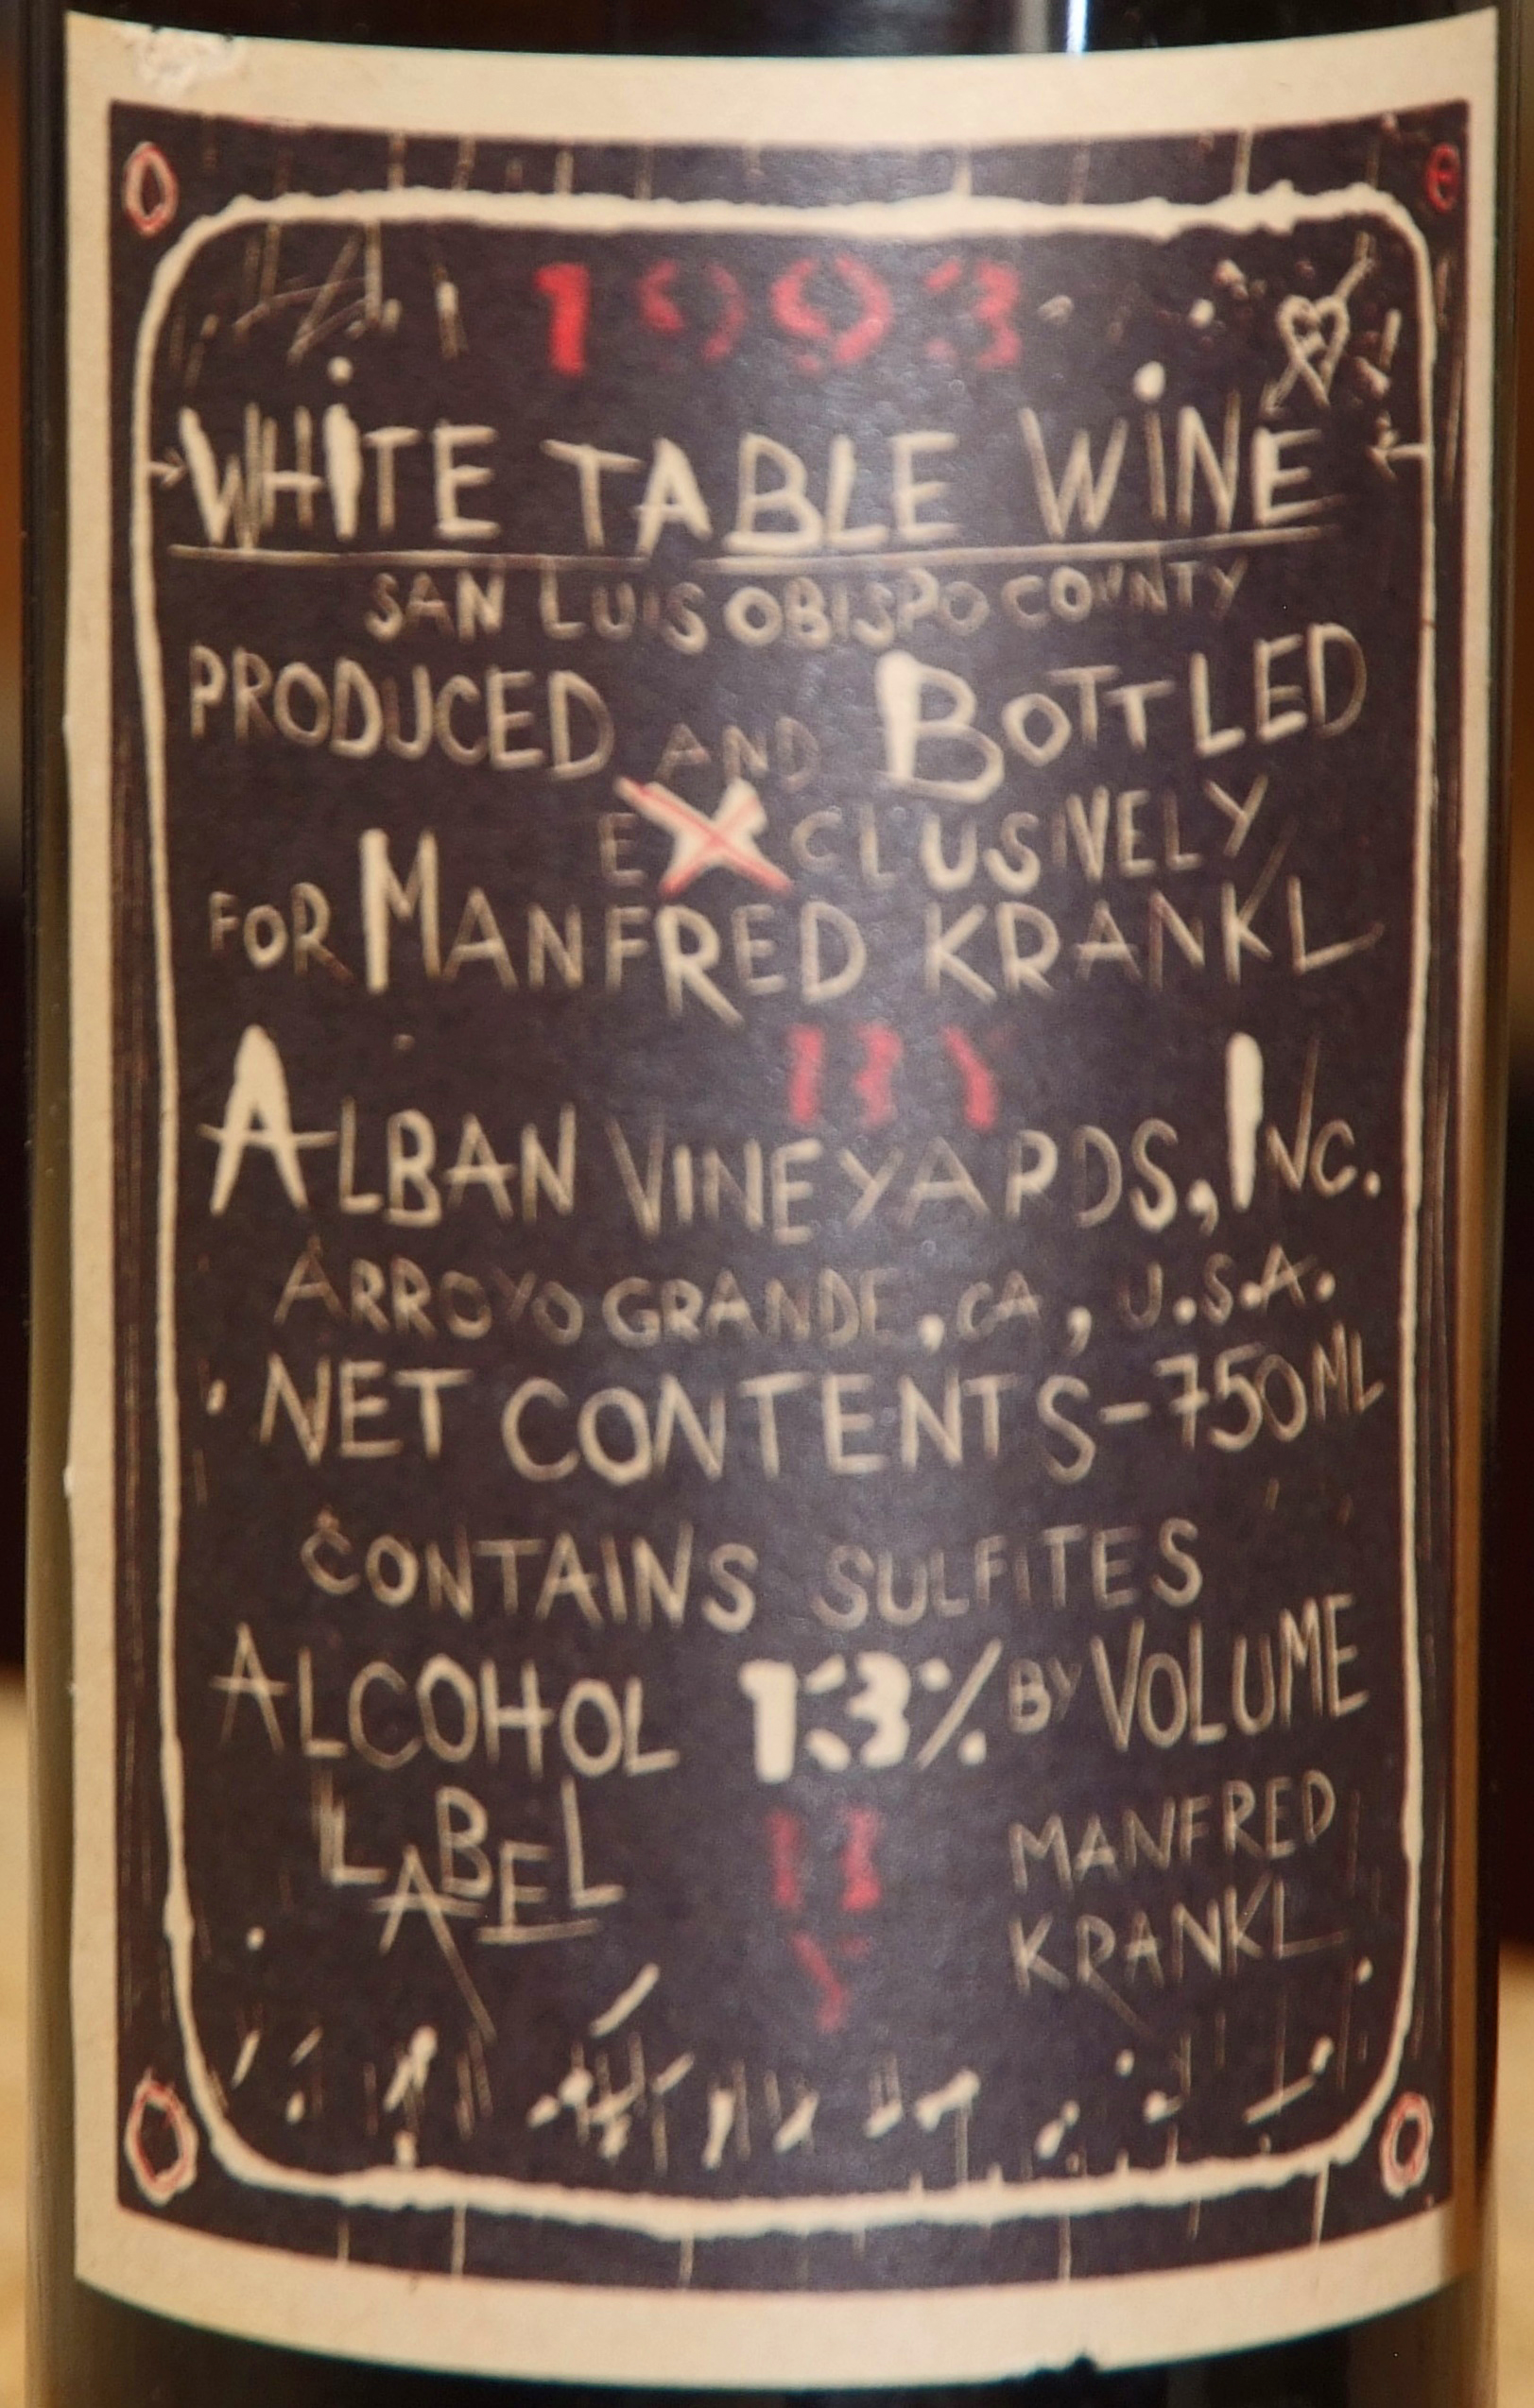 1993
WHiTE TABLE WiNE
SAN LUIS OBISPO COUNTY
PRODUCED AND BOTTLED
EXCLUSIVELY
FOR MANFRED KRANKL
BY
ALBAN VINEYARDS, INC.
ARROYO GRANDE, CA, U.S.A.
NET CONTENTS-750ML
CONTAINS SULFITES
ALCOHOL 13% BY VOLUME
LABEL BY MANFRED
KRANKL